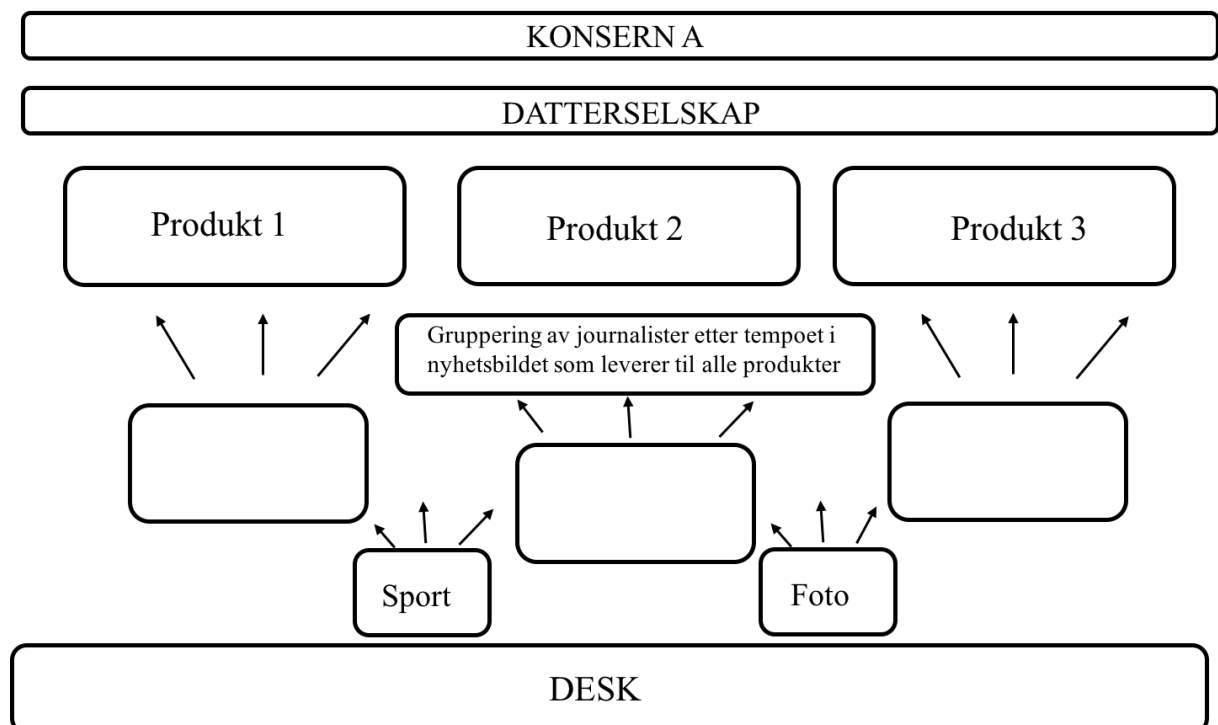 KONSERN A
DATTERSELSKAP
Produkt 1
Produkt 2
Produkt 3
Gruppering av journalister etter tempoet i
nyhetsbildet som leverer til alle produkter
Sport
Foto
DESK